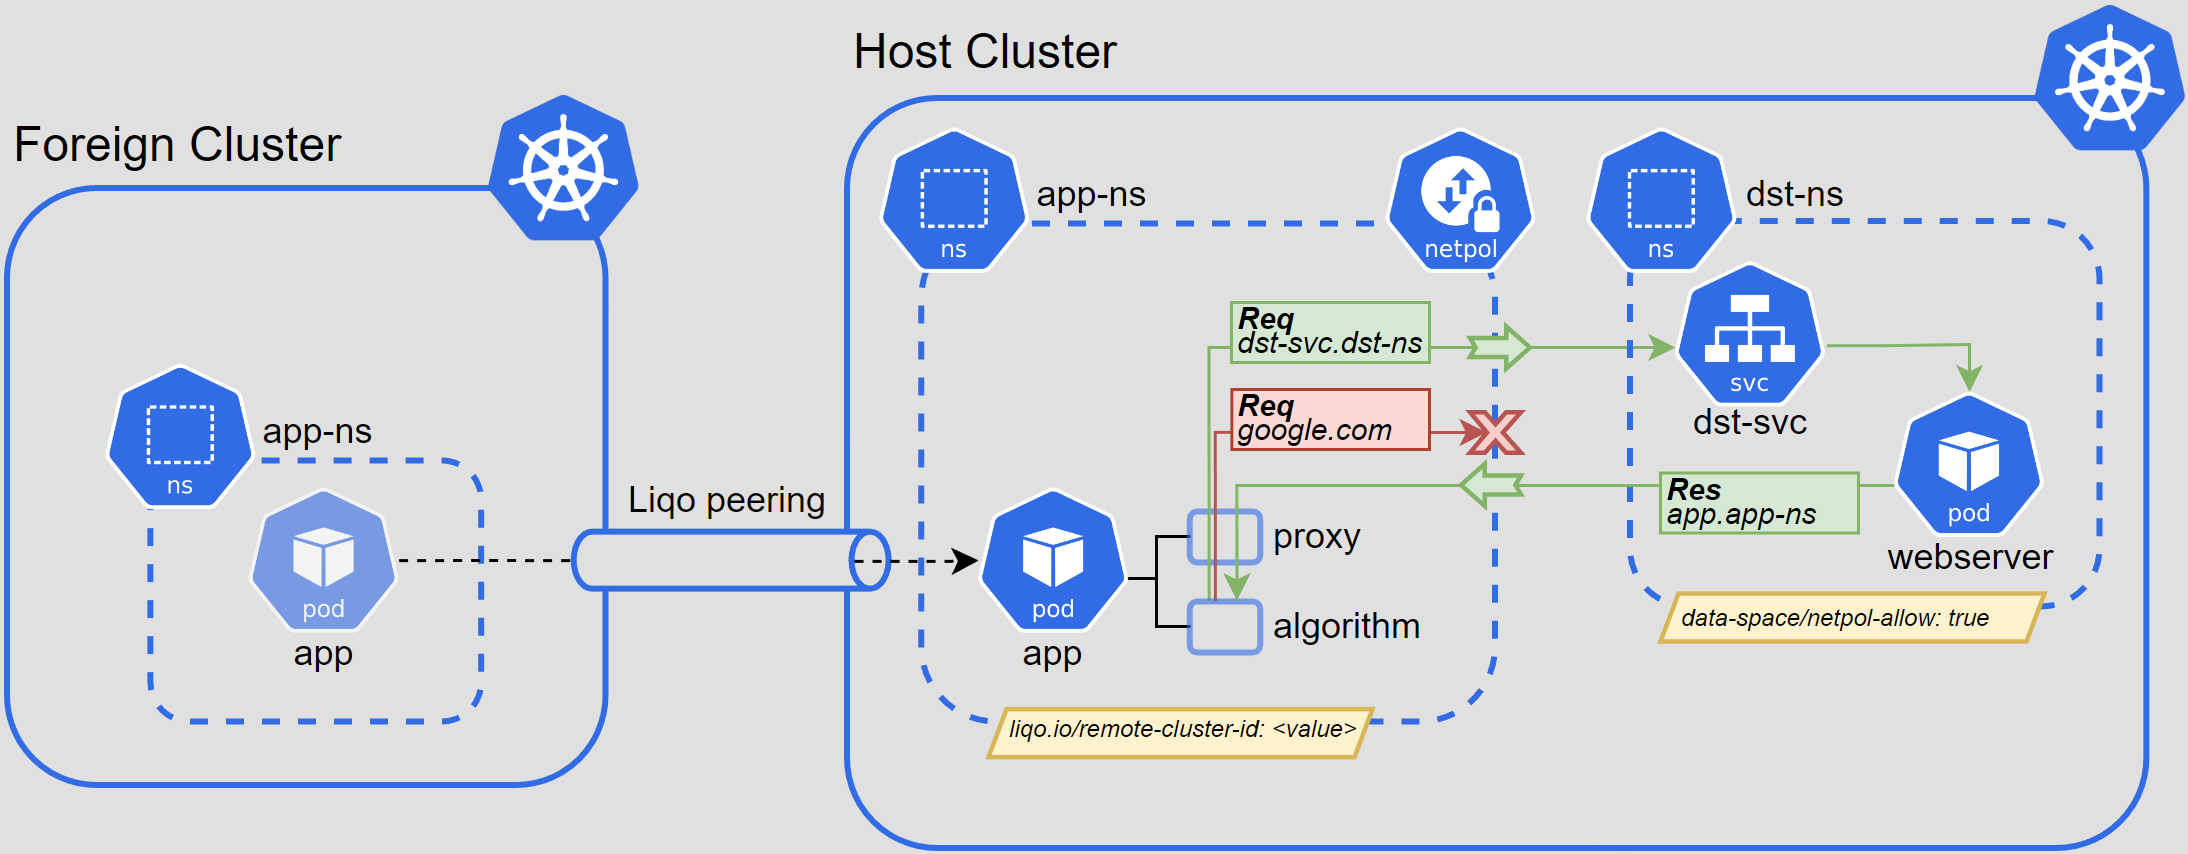 Host Cluster
Foreign Cluster
app-ns
ns
netpol
dst-ns
ns
Req
dst-svc.dst-ns
svc
dst-svc
Req
google.com
app-ns
ns
Liqo peering
Res
app.app-ns
pod
webserver
proxy
pod
app
pod
app
algorithm
data-space/netpol-allow: true
liqo.io/remote-cluster-id: <value>